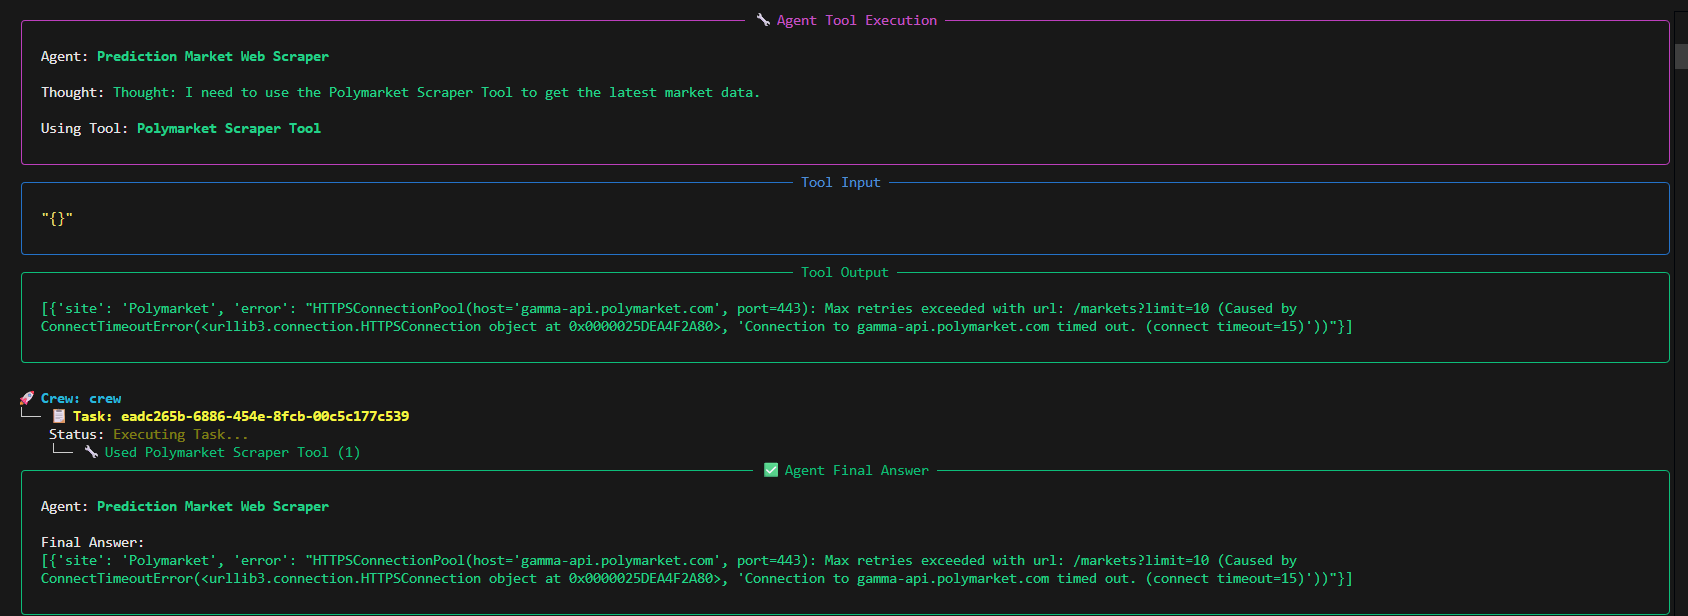 🔧 Agent Tool Execution
Agent: Prediction Market Web Scraper
Thought: Thought: I need to use the Polymarket Scraper Tool to get the latest market data.
Using Tool: Polymarket Scraper Tool
Tool Input
"{}"
Tool Output
[{'site': 'Polymarket', 'error': "HTTPSConnectionPool(host='gamma-api.polymarket.com', port=443): Max retries exceeded with url: /markets?limit=10 (Caused by
ConnectTimeoutError(<urllib3.connection.HTTPSConnection object at 0x0000025DEA4F2A80>, 'Connection to gamma-api.polymarket.com timed out. (connect timeout=15)'))"}]
🚀 Crew: crew
└── 📋 Task: eadc265b-6886-454e-8fcb-00c5c177c539
Status: Executing Task...
└── 🔧 Used Polymarket Scraper Tool (1)
✅ Agent Final Answer
Agent: Prediction Market Web Scraper
Final Answer:
[{'site': 'Polymarket', 'error': "HTTPSConnectionPool(host='gamma-api.polymarket.com', port=443): Max retries exceeded with url: /markets?limit=10 (Caused by
ConnectTimeoutError(<urllib3.connection.HTTPSConnection object at 0x0000025DEA4F2A80>, 'Connection to gamma-api.polymarket.com timed out. (connect timeout=15)'))"}]